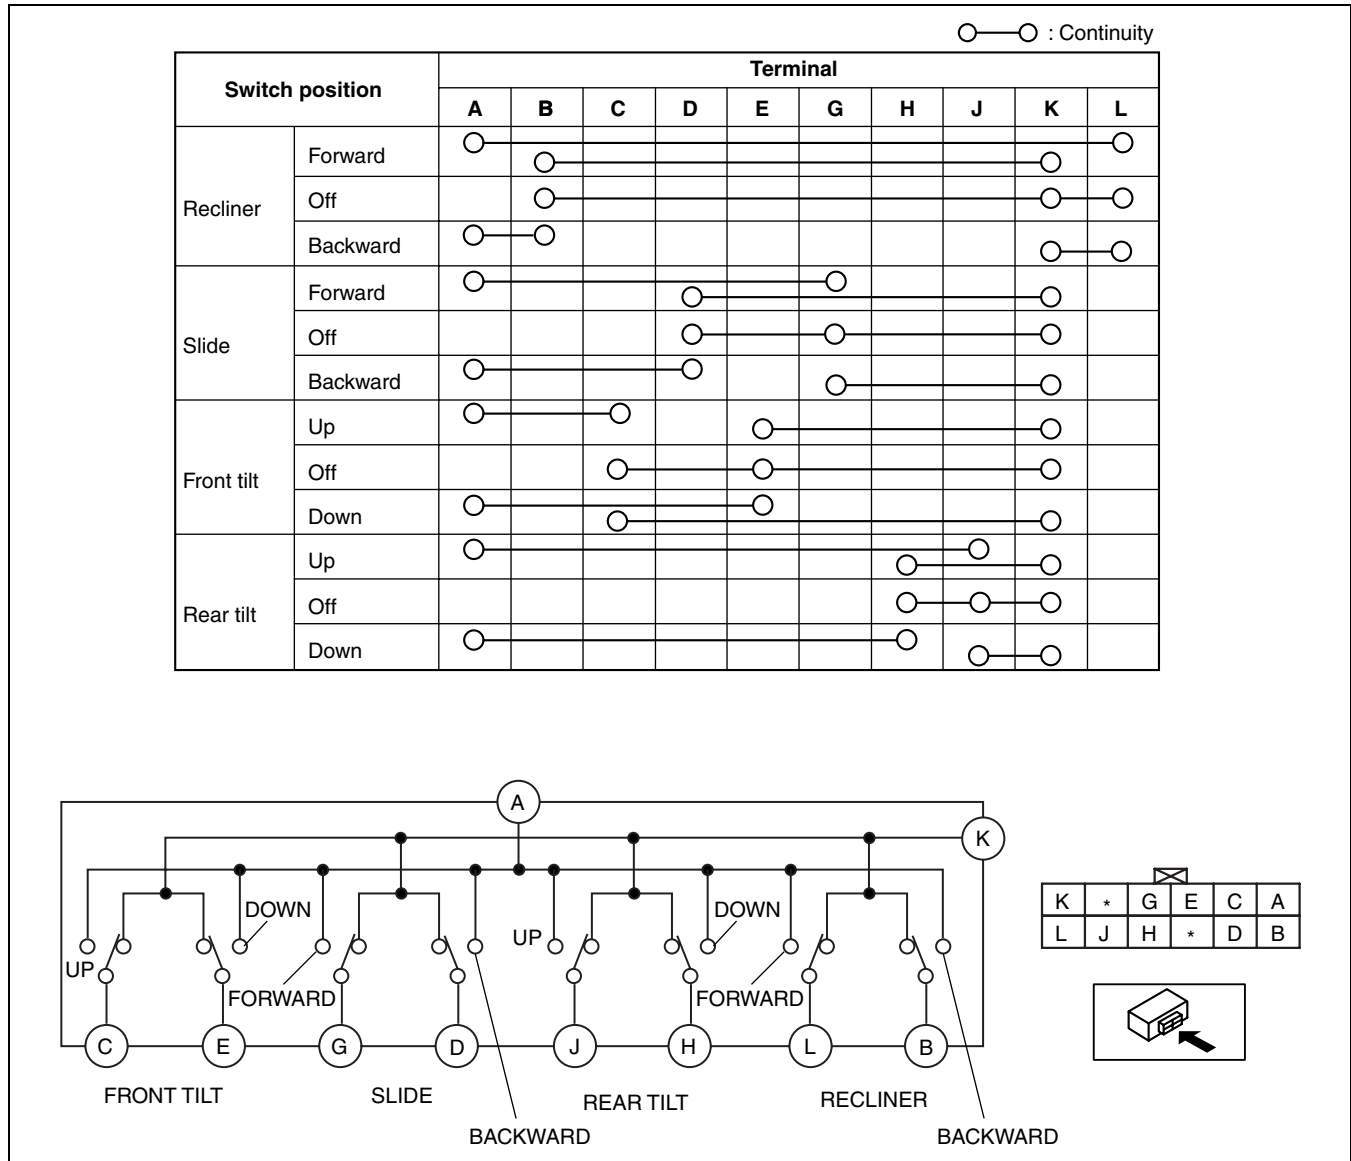 : Continuity
Switch position Terminal
A B C D E G H J K L
Recliner
Forward
Off
Backward
Slide
Forward
Off
Backward
Front tilt
Up
Off
Down
Rear tilt
Up
Off
Down
A
K
DOWN DOWN
UP UP
FORWARD FORWARD
C E G D J H L B
FRONT TILT SLIDE REAR TILT RECLINER
BACKWARD BACKWARD
K * G E C A
L J H * D B